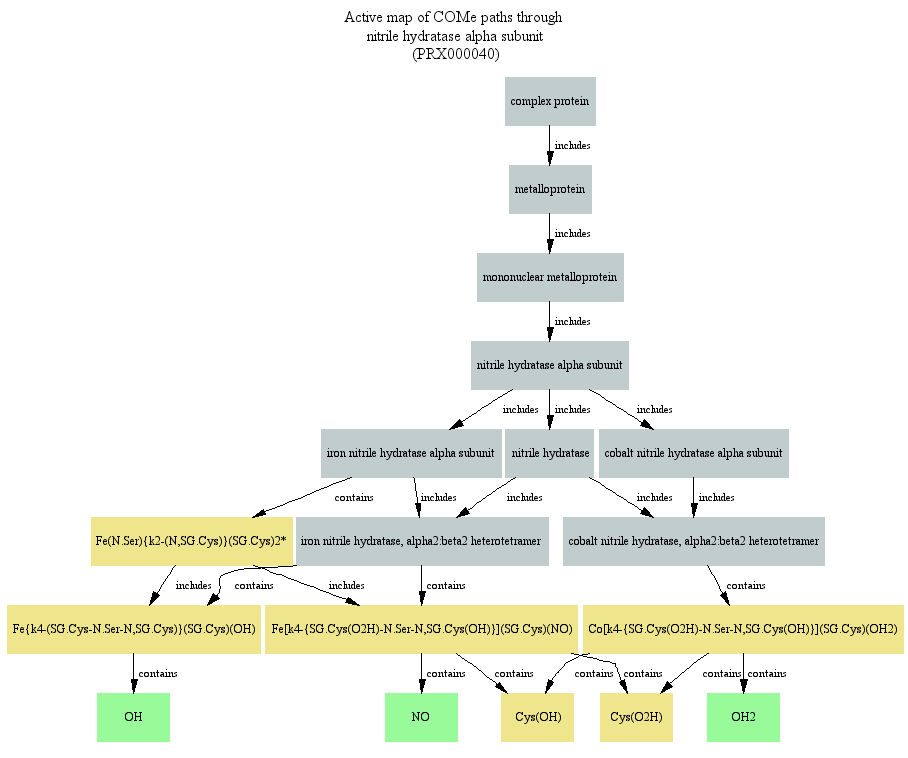 Active map of COMe paths through
nitrile hydratase alpha subunit
(PRX000040)
complex protein
includes
metalloprotein
includes
mononuclear metalloprotein
includes
nitrile hydratase alpha subunit
includes includes includes
iron nitrile hydratase alpha subunit nitrile hydratase cobalt nitrile hydratase alpha subunit
contains includes includes includes includes
Fe(N.Ser){k2-(N,SG.Cys)}(SG.Cys)2* iron nitrile hydratase, alpha2:beta2 heterotetramer cobalt nitrile hydratase, alpha2:beta2 heterotetramer
includes contains includes contains contains
Fe{k4-(SG.Cys-N.Ser-N,SG.Cys)}(SG.Cys)(OH) Fe[k4-{SG.Cys(O2H)-N.Ser-N,SG.Cys(OH)}](SG.Cys)(NO) Co[k4-{SG.Cys(O2H)-N.Ser-N,SG.Cys(OH)}](SG.Cys)(OH2)
contains contains contains contains contains contains contains
OH NO Cys(OH) Cys(O2H) OH2